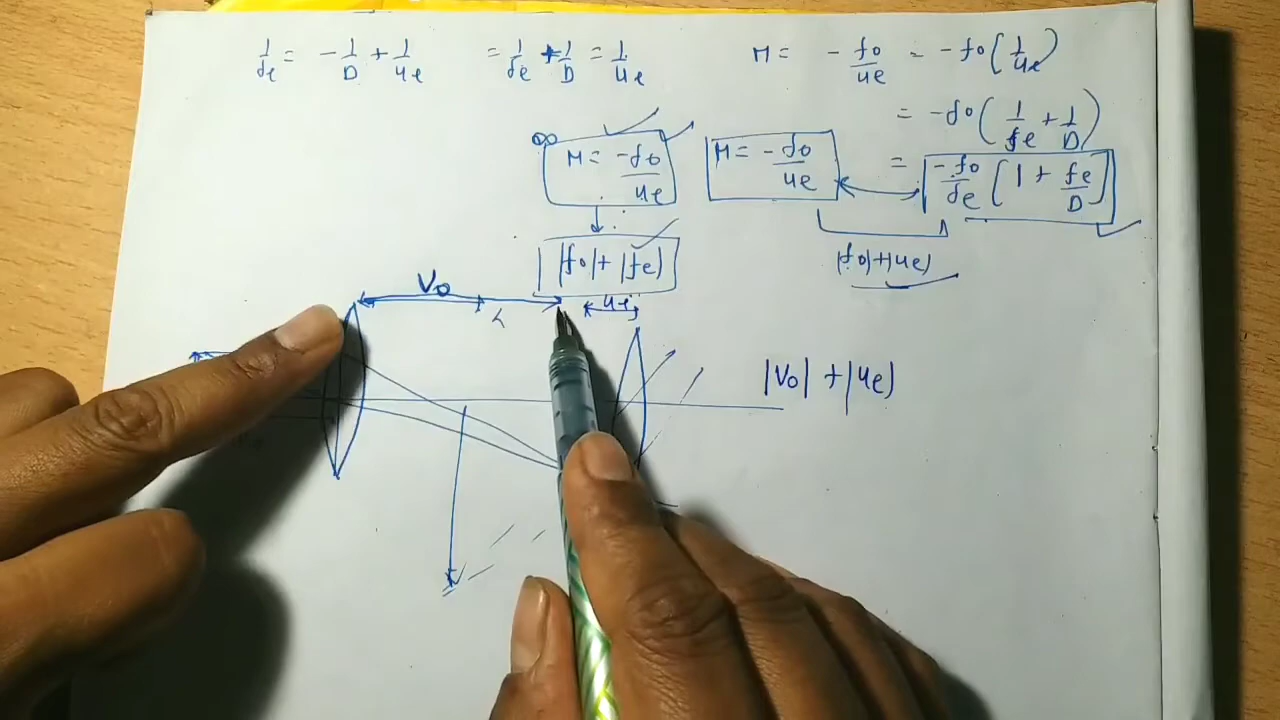 1/fe = - 1/D + 1/ue = 1/fe + 1/D = 1/ue M = - fo/ue = - fo ( 1/ue )
= - fo ( 1/fe + 1/D )
∞ M = - fo/ue M = - fo/ue = - fo/fe [ 1 + fe/D ]
|fo| + |fe| |fo| + |ue|
Vo L ue
|Vo| + |ue|